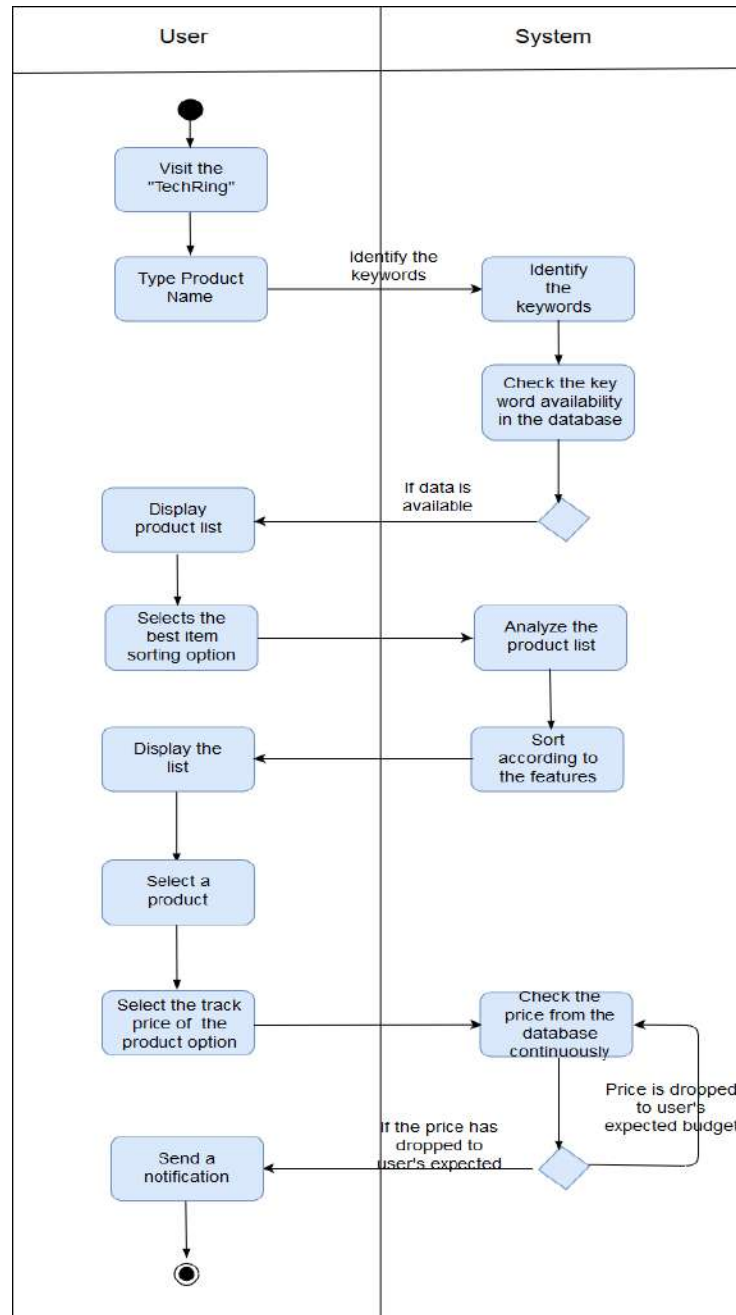 User
System
Visit the
"TechRing"
Type Product
Name
Identify the
keywords
Identify
the
keywords
Check the key
word availability
in the database
If data is
available
Display
product list
Selects the
best item
sorting option
Analyze the
product list
Display the
list
Sort
according to
the features
Select a
product
Select the track
price of the
product option
Check the
price from the
database
continuously
Price is dropped
to user's
expected budget
If the price has
dropped to
user's expected
Send a
notification